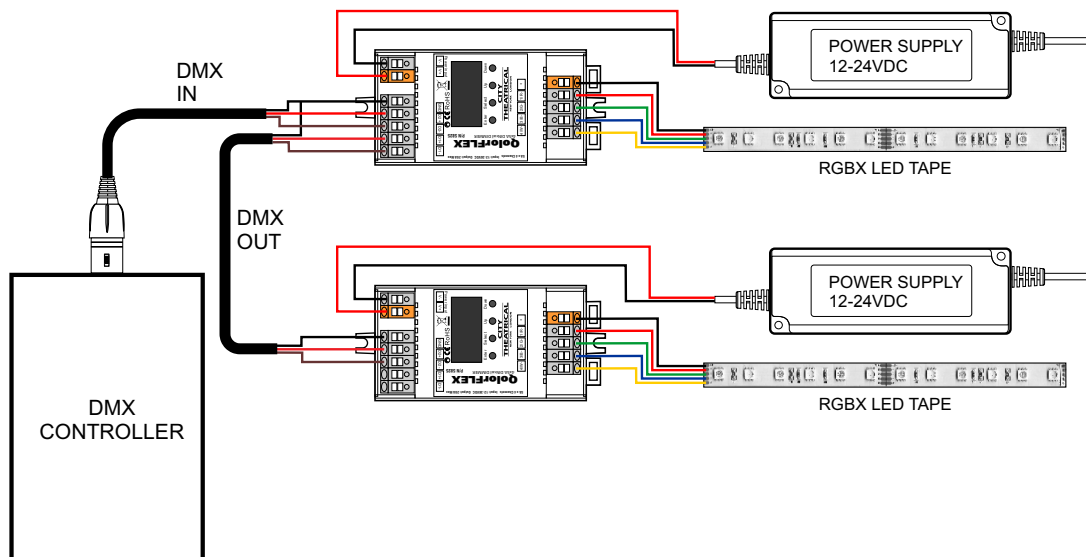 POWER SUPPLY
12-24VDC
DMX
IN
CITY
THEATRICAL
QolorFLEX
RGBX LED TAPE
DMX
OUT
POWER SUPPLY
12-24VDC
CITY
THEATRICAL
QolorFLEX
RGBX LED TAPE
DMX
CONTROLLER